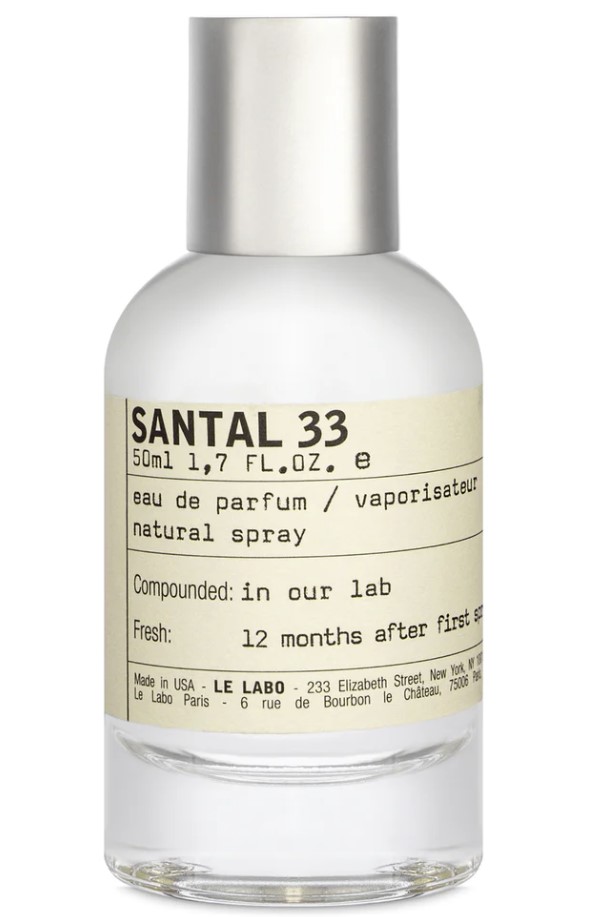 SANTAL 33
50ml 1,7 FL.OZ. ℮
eau de parfum / vaporisateur
natural spray
Compounded: in our lab
Fresh: 12 months after first
Made in USA - LE LABO - 233 Elizabeth Street, New York, NY
Le Labo Paris - 6 rue de Bourbon le Château, 75006